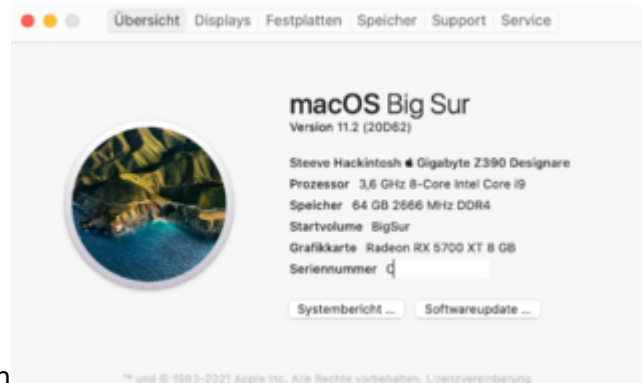 Übersicht Displays Festplatten Speicher Support Service
macOS Big Sur
Version 11.2 (20D62)
Steeve Hackintosh  Gigabyte Z390 Designare
Prozessor 3,6 GHz 8-Core Intel Core i9
Speicher 64 GB 2666 MHz DDR4
Startvolume BigSur
Grafikkarte Radeon RX 5700 XT 8 GB
Seriennummer C
Systembericht ... Softwareupdate ...
™ und © 1983-2021 Apple Inc. Alle Rechte vorbehalten. Lizenzvereinbarung